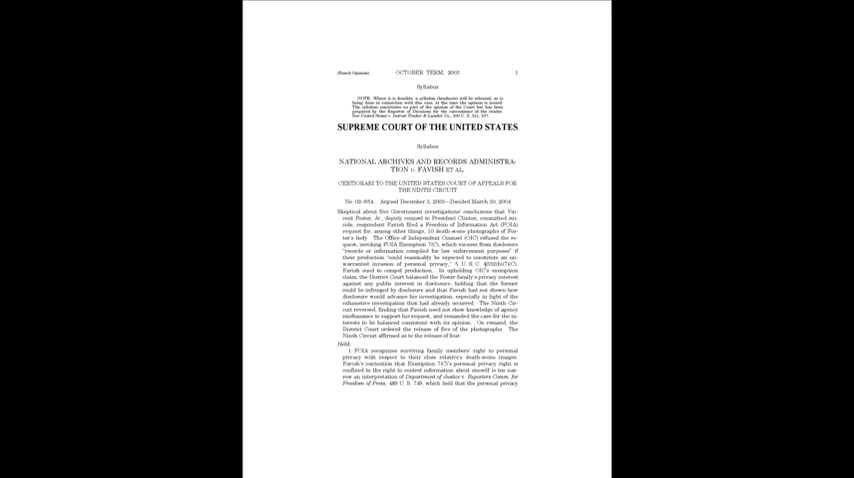 (Bench Opinion) OCTOBER TERM, 2003 1
Syllabus
NOTE: Where it is feasible, a syllabus (headnote) will be released, as is
being done in connection with this case, at the time the opinion is issued.
The syllabus constitutes no part of the opinion of the Court but has been
prepared by the Reporter of Decisions for the convenience of the reader.
See United States v. Detroit Timber & Lumber Co., 200 U. S. 321, 337.
SUPREME COURT OF THE UNITED STATES
Syllabus
NATIONAL ARCHIVES AND RECORDS ADMINISTRA-
TION v. FAVISH ET AL.
CERTIORARI TO THE UNITED STATES COURT OF APPEALS FOR
THE NINTH CIRCUIT
No. 02–954 Argued December 3, 2003—Decided March 30, 2004
Skeptical about five Government investigations' conclusions that Vin-
cent Foster, Jr., deputy counsel to President Clinton, committed sui-
cide, respondent Favish filed a Freedom of Information Act (FOIA)
request for, among other things, 10 death-scene photographs of Fos-
ter's body. The Office of Independent Counsel (OIC) refused the re-
quest, invoking FOIA Exemption 7(C), which excuses from disclosure
"records or information compiled for law enforcement purposes" if
their production "could reasonably be expected to constitute an un-
warranted invasion of personal privacy," 5 U. S. C §552(b)(7)(C).
Favish sued to compel production. In upholding OIC's exemption
claim, the District Court balanced the Foster family's privacy interest
against any public interest in disclosure, holding that the former
could be infringed by disclosure and that Favish had not shown how
disclosure would advance his investigation, especially in light of the
exhaustive investigation that had already occurred. The Ninth Cir-
cuit reversed, finding that Favish need not show knowledge of agency
misfeasance to support his request, and remanded the case for the in-
terests to be balanced consistent with its opinion. On remand, the
District Court ordered the release of five of the photographs. The
Ninth Circuit affirmed as to the release of four.
Held:
1. FOIA recognizes surviving family members' right to personal
privacy with respect to their close relative's death-scene images.
Favish's contention that Exemption 7(C)'s personal privacy right is
confined to the right to control information about oneself is too nar-
row an interpretation of Department of Justice v. Reporters Comm. for
Freedom of Press, 489 U. S. 749, which held that the personal privacy